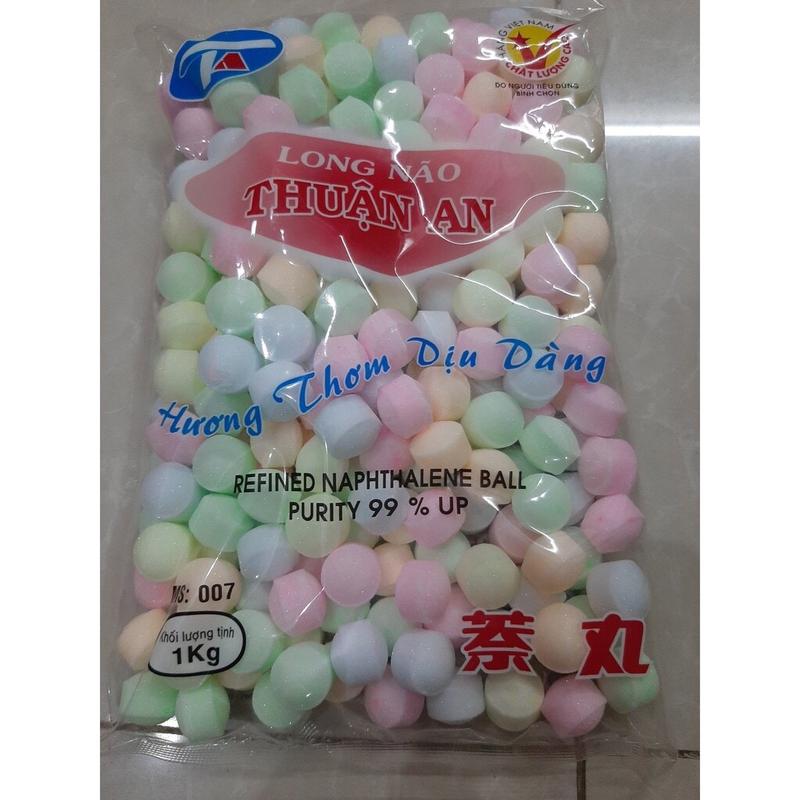 TA
HÀNG VIỆT NAM
CHẤT LƯỢNG CAO
DO NGƯỜI TIÊU DÙNG
BÌNH CHỌN
LONG NÃO
THUẬN AN
Hương Thơm Dịu Dàng
REFINED NAPHTHALENE BALL
PURITY 99 % UP
MS: 007
Khối lượng tịnh
1Kg
萘丸